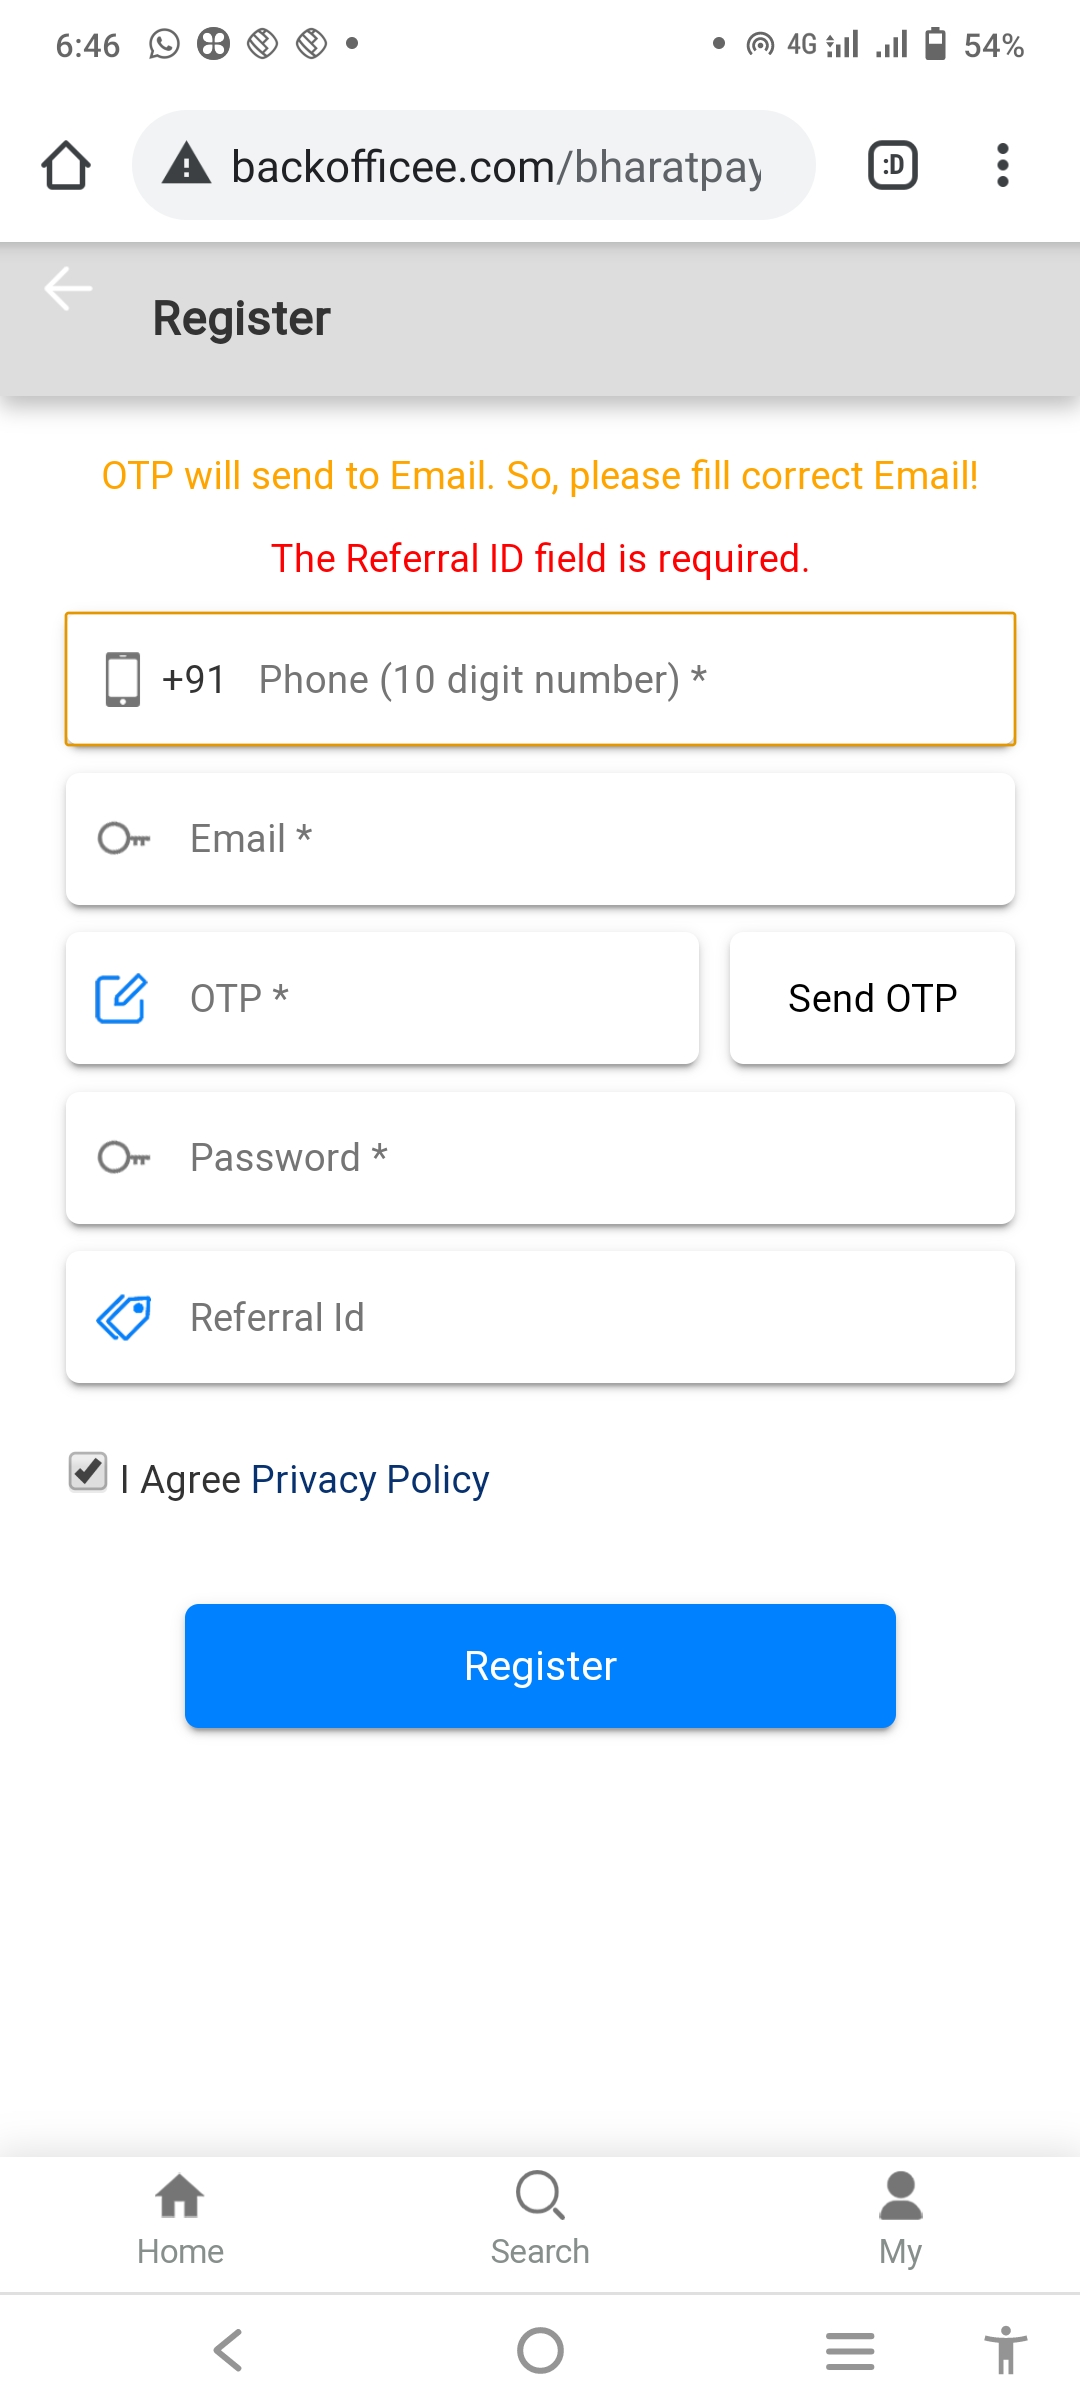 6:46
4G
54%
backofficee.com/bharatpay
:D
Register
OTP will send to Email. So, please fill correct Email!
The Referral ID field is required.
+91 Phone (10 digit number) *
Email *
OTP *
Send OTP
Password *
Referral Id
I Agree Privacy Policy
Register
Home
Search
My